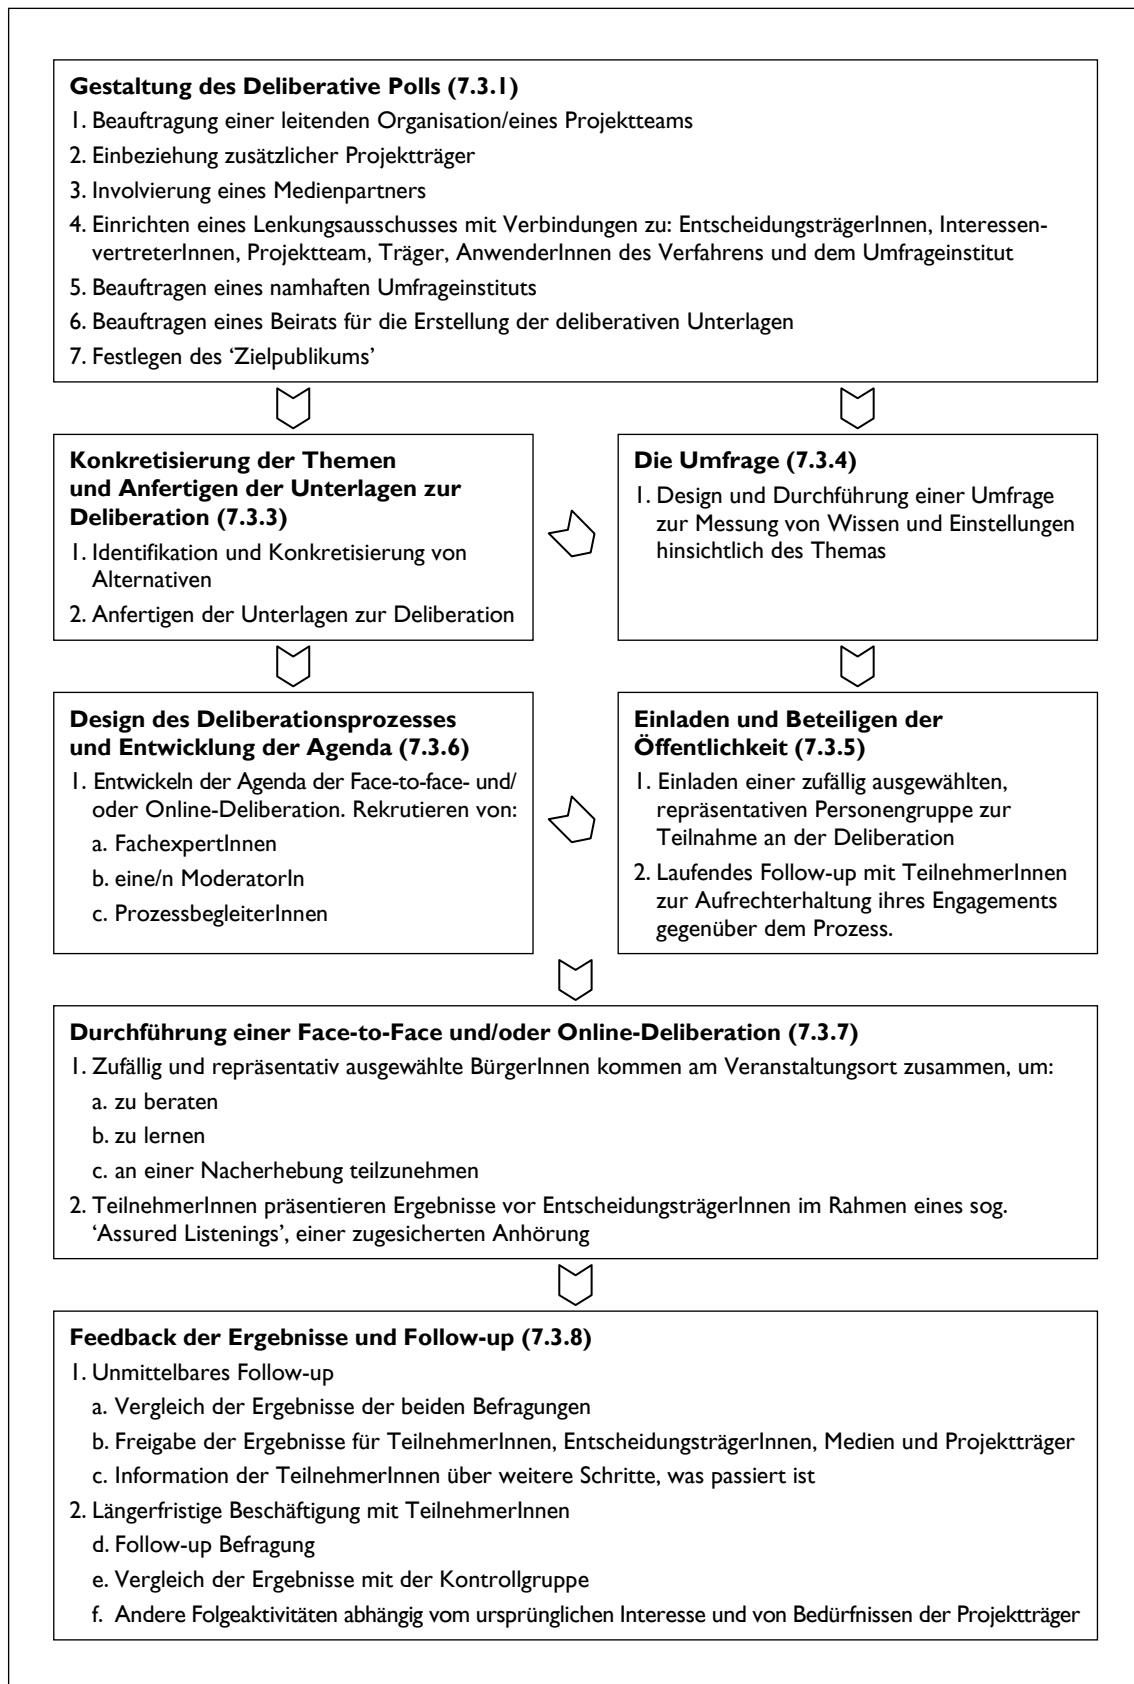 Gestaltung des Deliberative Polls (7.3.1)
1. Beauftragung einer leitenden Organisation/eines Projektteams
2. Einbeziehung zusätzlicher Projektträger
3. Involvierung eines Medienpartners
4. Einrichten eines Lenkungsausschusses mit Verbindungen zu: EntscheidungsträgerInnen, Interessen-
vertreterInnen, Projektteam, Träger, AnwenderInnen des Verfahrens und dem Umfrageinstitut
5. Beauftragen eines namhaften Umfrageinstituts
6. Beauftragen eines Beirats für die Erstellung der deliberativen Unterlagen
7. Festlegen des ‘Zielpublikums’
Konkretisierung der Themen
und Anfertigen der Unterlagen zur
Deliberation (7.3.3)
1. Identifikation und Konkretisierung von
Alternativen
2. Anfertigen der Unterlagen zur Deliberation
Die Umfrage (7.3.4)
1. Design und Durchführung einer Umfrage
zur Messung von Wissen und Einstellungen
hinsichtlich des Themas
Design des Deliberationsprozesses
und Entwicklung der Agenda (7.3.6)
1. Entwickeln der Agenda der Face-to-face- und/
oder Online-Deliberation. Rekrutieren von:
a. FachexpertInnen
b. eine/n ModeratorIn
c. ProzessbegleiterInnen
Einladen und Beteiligen der
Öffentlichkeit (7.3.5)
1. Einladen einer zufällig ausgewählten,
repräsentativen Personengruppe zur
Teilnahme an der Deliberation
2. Laufendes Follow-up mit TeilnehmerInnen
zur Aufrechterhaltung ihres Engagements
gegenüber dem Prozess.
Durchführung einer Face-to-Face und/oder Online-Deliberation (7.3.7)
1. Zufällig und repräsentativ ausgewählte BürgerInnen kommen am Veranstaltungsort zusammen, um:
a. zu beraten
b. zu lernen
c. an einer Nacherhebung teilzunehmen
2. TeilnehmerInnen präsentieren Ergebnisse vor EntscheidungsträgerInnen im Rahmen eines sog.
‘Assured Listenings’, einer zugesicherten Anhörung
Feedback der Ergebnisse und Follow-up (7.3.8)
1. Unmittelbares Follow-up
a. Vergleich der Ergebnisse der beiden Befragungen
b. Freigabe der Ergebnisse für TeilnehmerInnen, EntscheidungsträgerInnen, Medien und Projektträger
c. Information der TeilnehmerInnen über weitere Schritte, was passiert ist
2. Längerfristige Beschäftigung mit TeilnehmerInnen
d. Follow-up Befragung
e. Vergleich der Ergebnisse mit der Kontrollgruppe
f. Andere Folgeaktivitäten abhängig vom ursprünglichen Interesse und von Bedürfnissen der Projektträger